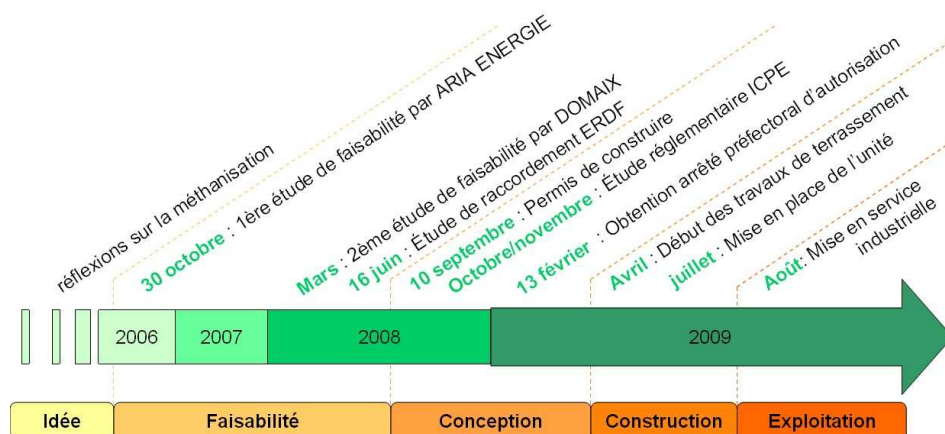 réflexions sur la méthanisation
30 octobre : 1ère étude de faisabilité par ARIA ENERGIE
Mars : 2ème étude de faisabilité par DOMAIX
16 juin : Étude de raccordement ERDF
10 septembre : Permis de construire
Octobre/novembre : Étude réglementaire ICPE
13 février : Obtention arrêté préfectoral d'autorisation
Avril : Début des travaux de terrassement
juillet : Mise en place de l'unité
Août: Mise en service
industrielle
2006 2007 2008 2009
Idée Faisabilité Conception Construction Exploitation